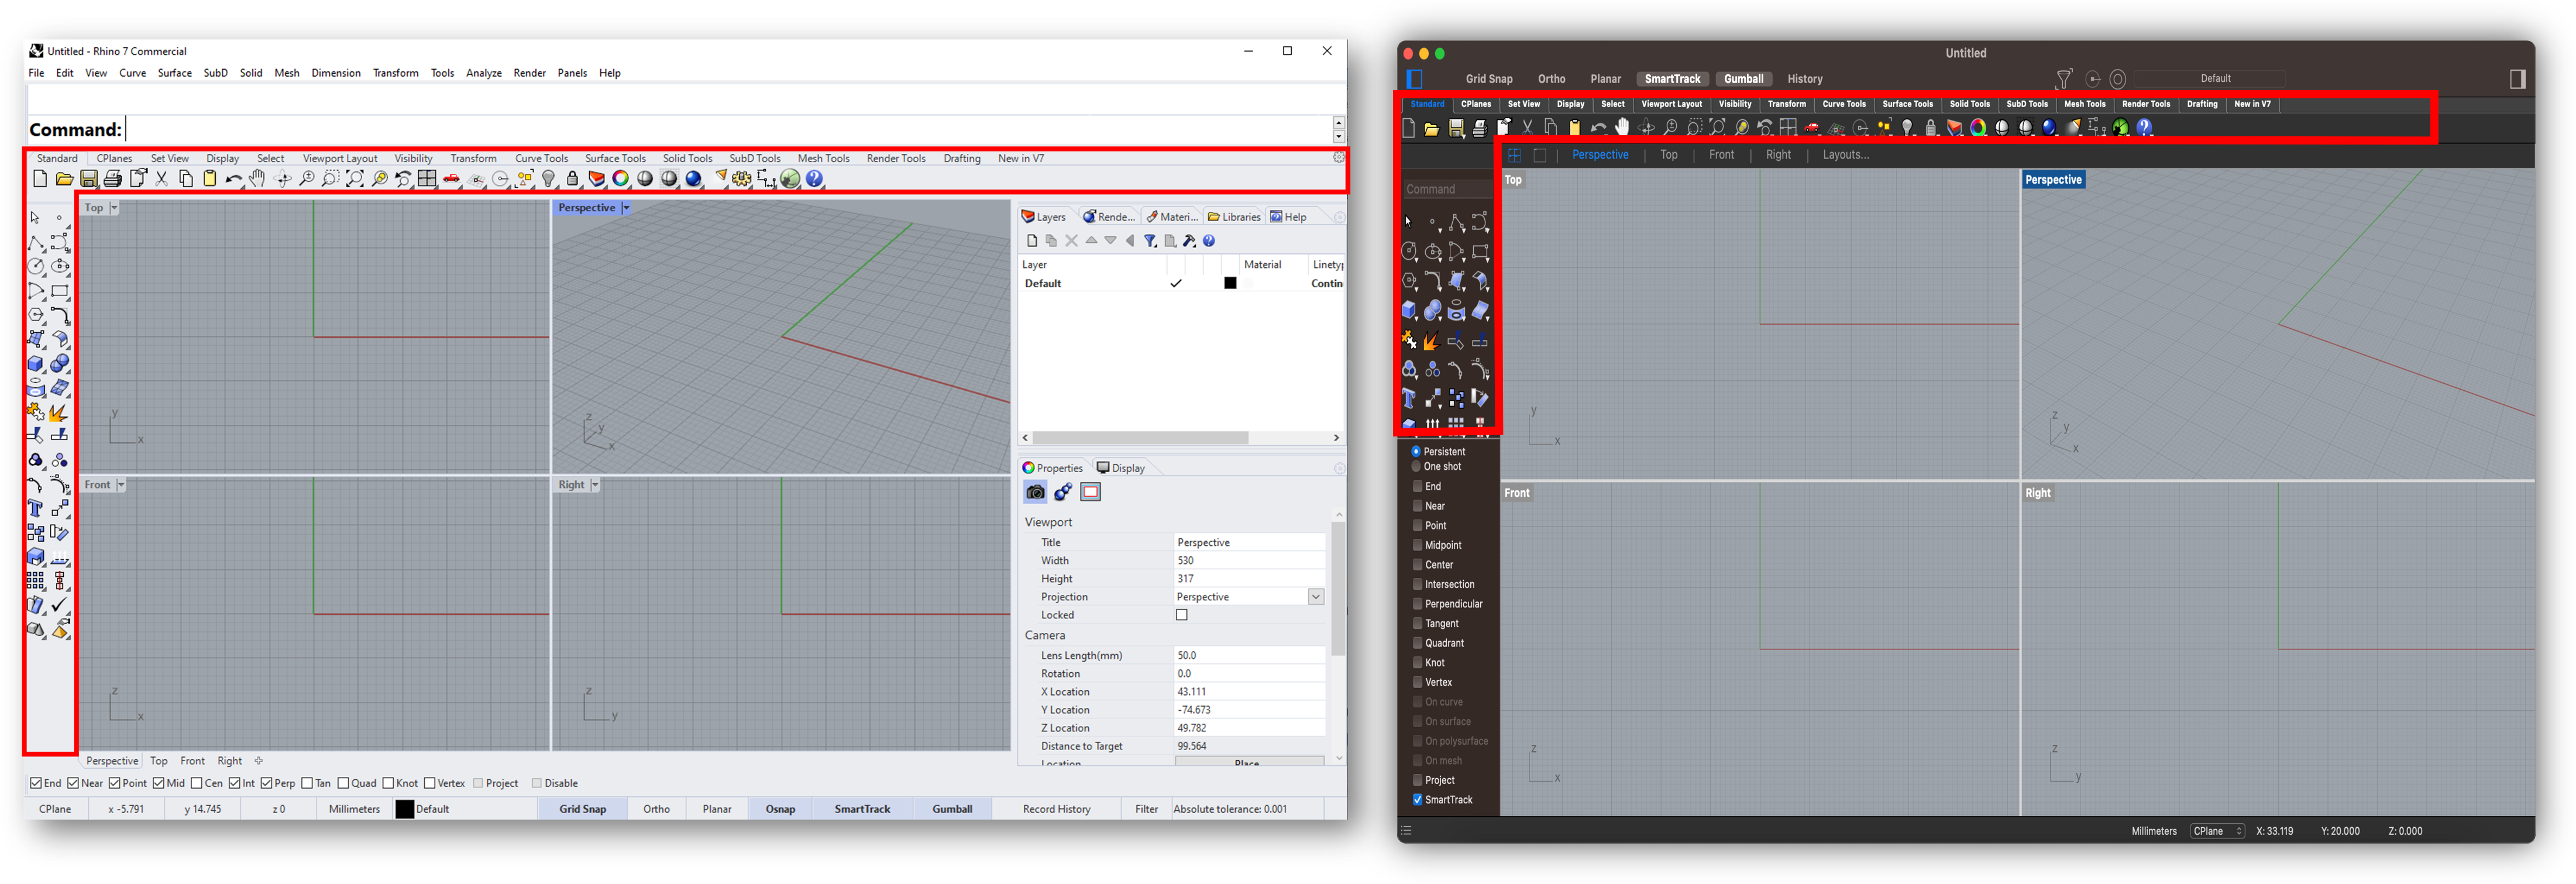 Untitled - Rhino 7 Commercial
File Edit View Curve Surface SubD Solid Mesh Dimension Transform Tools Analyze Render Panels Help
Command:
Standard CPlanes Set View Display Select Viewport Layout Visibility Transform Curve Tools Surface Tools Solid Tools SubD Tools Mesh Tools Render Tools Drafting New in V7
Top
Perspective
y
x
z
y
x
Front
Right
z
x
z
y
Layers Rende... Materi... Libraries Help
Layer Material Linety
Default Contin
Properties Display
Viewport
Title Perspective
Width 530
Height 317
Projection Perspective
Locked
Camera
Lens Length(mm) 50.0
Rotation 0.0
X Location 43.111
Y Location -74.673
Z Location 49.782
Distance to Target 99.564
Location Place...
Perspective Top Front Right
End Near Point Mid Cen Int Perp Tan Quad Knot Vertex Project Disable
CPlane x -5.791 y 14.745 z 0 Millimeters Default Grid Snap Ortho Planar Osnap SmartTrack Gumball Record History Filter Absolute tolerance: 0.001
Untitled
Grid Snap Ortho Planar SmartTrack Gumball History Default
Standard CPlanes Set View Display Select Viewport Layout Visibility Transform Curve Tools Surface Tools Solid Tools SubD Tools Mesh Tools Render Tools Drafting New in V7
Perspective Top Front Right Layouts...
Command
Top
Perspective
y
x
z
y
x
Persistent
One shot
End
Near
Point
Midpoint
Center
Intersection
Perpendicular
Tangent
Quadrant
Knot
Vertex
On curve
On surface
On polysurface
On mesh
Project
SmartTrack
Front
Right
z
x
z
y
Millimeters CPlane X: 33.119 Y: 20.000 Z: 0.000